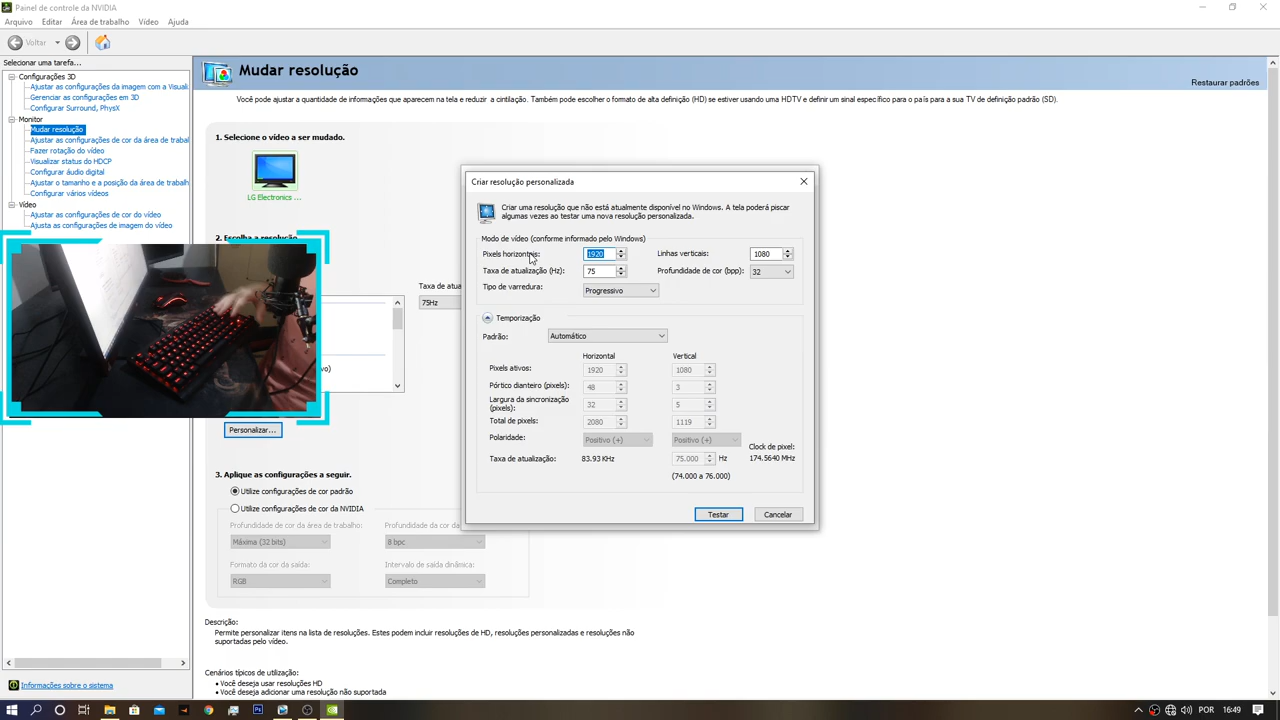 Painel de controle da NVIDIA
Arquivo Editar Área de trabalho Vídeo Ajuda
Voltar
Selecionar uma tarefa...
Configurações 3D
Ajustar as configurações da imagem com a Visuali
Gerenciar as configurações em 3D
Configurar Surround, PhysX
Monitor
Mudar resolução
Ajustar as configurações de cor da área de trabal
Fazer rotação do vídeo
Visualizar status do HDCP
Configurar áudio digital
Ajustar o tamanho e a posição da área de trabalh
Configurar vários vídeos
Vídeo
Ajustar as configurações de cor do vídeo
Ajusta as configurações de imagem do vídeo
Informações sobre o sistema
Mudar resolução
Restaurar padrões
Você pode ajustar a quantidade de informações que aparecem na tela e reduzir a cintilação. Também pode escolher o formato de alta definição (HD) se estiver usando uma HDTV e definir um sinal específico para o país para a sua TV de definição padrão (SD).
1. Selecione o vídeo a ser mudado.
LG Electronics ...
2. Escolha a resolução
Taxa de atua
75Hz
vo)
Personalizar...
3. Aplique as configurações a seguir.
Utilize configurações de cor padrão
Utilize configurações de cor da NVIDIA
Profundidade de cor da área de trabalho: Profundidade da cor da
Máxima (32 bits) 8 bpc
Formato da cor da saída: Intervalo de saída dinâmica:
RGB Completo
Descrição:
Permite personalizar itens na lista de resoluções. Estes podem incluir resoluções de HD, resoluções personalizadas e resoluções não
suportadas pelo vídeo.
Cenários típicos de utilização:
• Você deseja usar resoluções HD
• Você deseja adicionar uma resolução não suportada
Criar resolução personalizada
Criar uma resolução que não está atualmente disponível no Windows. A tela poderá piscar
algumas vezes ao testar uma nova resolução personalizada.
Modo de vídeo (conforme informado pelo Windows)
Pixels horizontais: 1920 Linhas verticais: 1080
Taxa de atualização (Hz): 75 Profundidade de cor (bpp): 32
Tipo de varredura: Progressivo
Temporização
Padrão: Automático
Horizontal Vertical
Pixels ativos: 1920 1080
Pórtico dianteiro (pixels): 48 3
Largura da sincronização
(pixels): 32 5
Total de pixels: 2080 1119
Polaridade: Positivo (+) Positivo (+) Clock de pixel:
Taxa de atualização: 83.93 KHz 75.000 Hz 174.5640 MHz
(74.000 a 76.000)
Testar Cancelar
POR 16:49